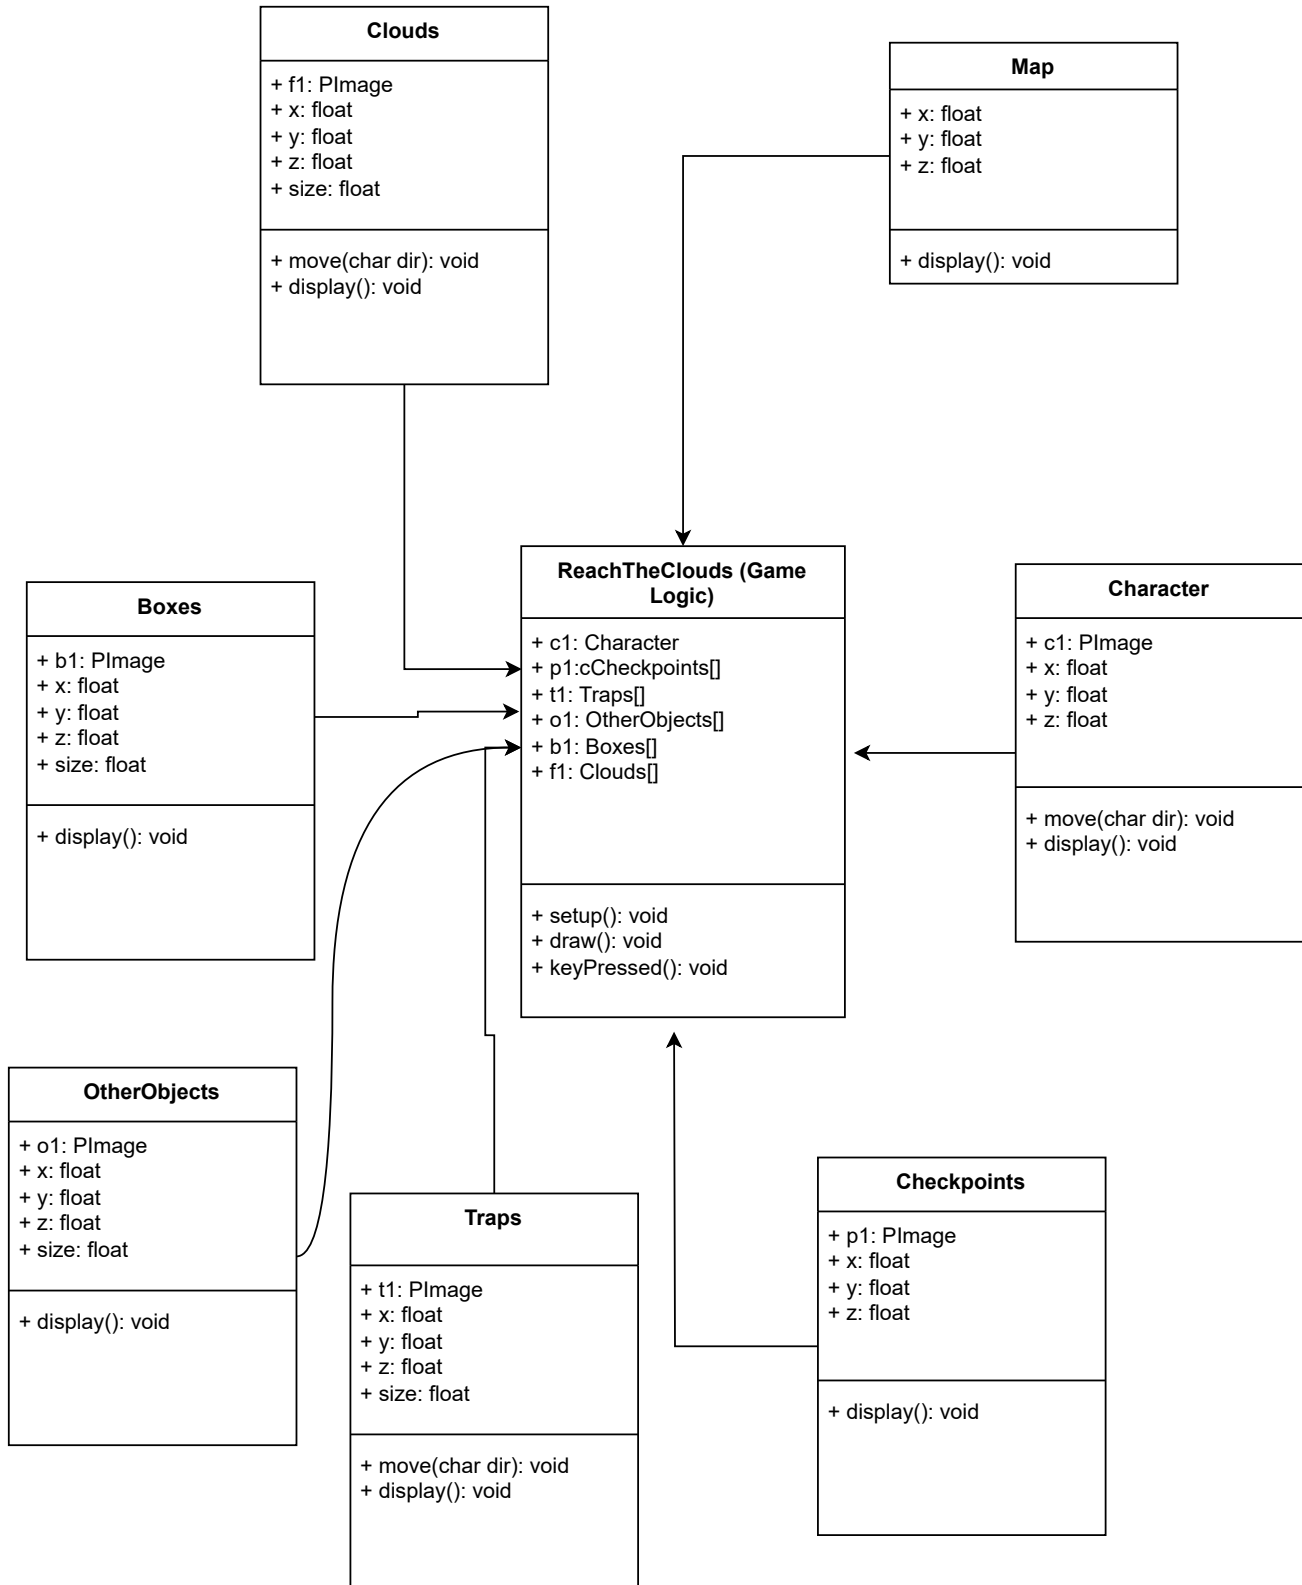 Clouds
+ f1: PImage
+ x: float
+ y: float
+ z: float
+ size: float
+ move(char dir): void
+ display(): void
Map
+ x: float
+ y: float
+ z: float
+ display(): void
ReachTheClouds (Game
Logic)
+ c1: Character
+ p1:cCheckpoints[]
+ t1: Traps[]
+ o1: OtherObjects[]
+ b1: Boxes[]
+ f1: Clouds[]
+ setup(): void
+ draw(): void
+ keyPressed(): void
Boxes
+ b1: PImage
+ x: float
+ y: float
+ z: float
+ size: float
+ display(): void
Character
+ c1: PImage
+ x: float
+ y: float
+ z: float
+ move(char dir): void
+ display(): void
OtherObjects
+ o1: PImage
+ x: float
+ y: float
+ z: float
+ size: float
+ display(): void
Traps
+ t1: PImage
+ x: float
+ y: float
+ z: float
+ size: float
+ move(char dir): void
+ display(): void
Checkpoints
+ p1: PImage
+ x: float
+ y: float
+ z: float
+ display(): void